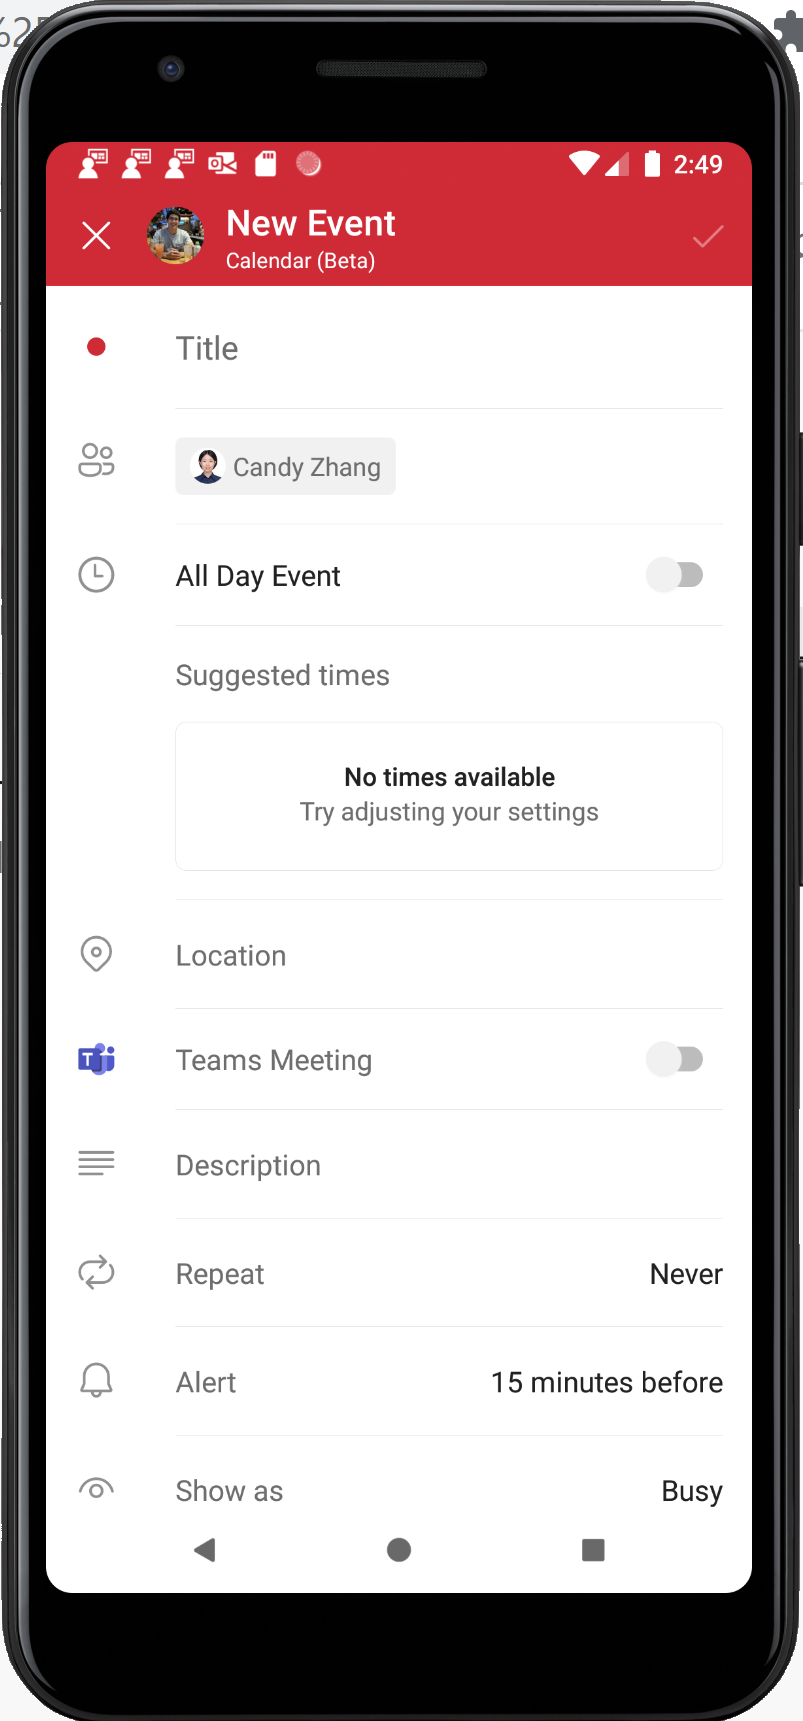 2:49
New Event
Calendar (Beta)
Title
Candy Zhang
All Day Event
Suggested times
No times available
Try adjusting your settings
Location
Teams Meeting
Description
Repeat Never
Alert 15 minutes before
Show as Busy